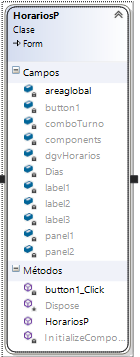 HorariosP
Clase
Form
Campos
areaglobal
button1
comboTurno
components
dgvHorarios
Dias
label1
label2
label3
panel1
panel2
Métodos
button1_Click
Dispose
HorariosP
InitializeCompo...